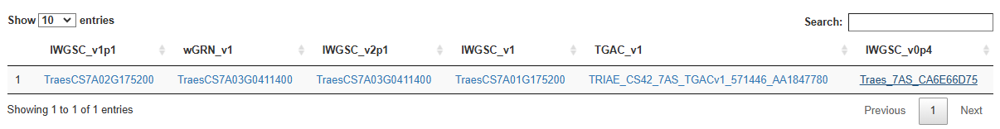 Show 10 entries
Search:
IWGSC_v1p1 wGRN_v1 IWGSC_v2p1 IWGSC_v1 TGAC_v1 IWGSC_v0p4
1 TraesCS7A02G175200 TraesCS7A03G0411400 TraesCS7A03G0411400 TraesCS7A01G175200 TRIAE_CS42_7AS_TGACv1_571446_AA1847780 Traes_7AS_CA6E66D75
Showing 1 to 1 of 1 entries
Previous 1 Next